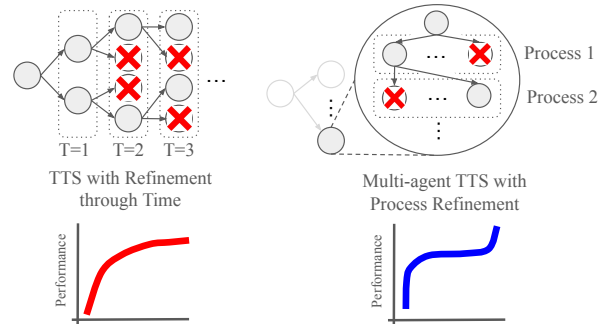 Process 1
Process 2
...
T=1 T=2 T=3
TTS with Refinement
through Time
Multi-agent TTS with
Process Refinement
Performance
Performance